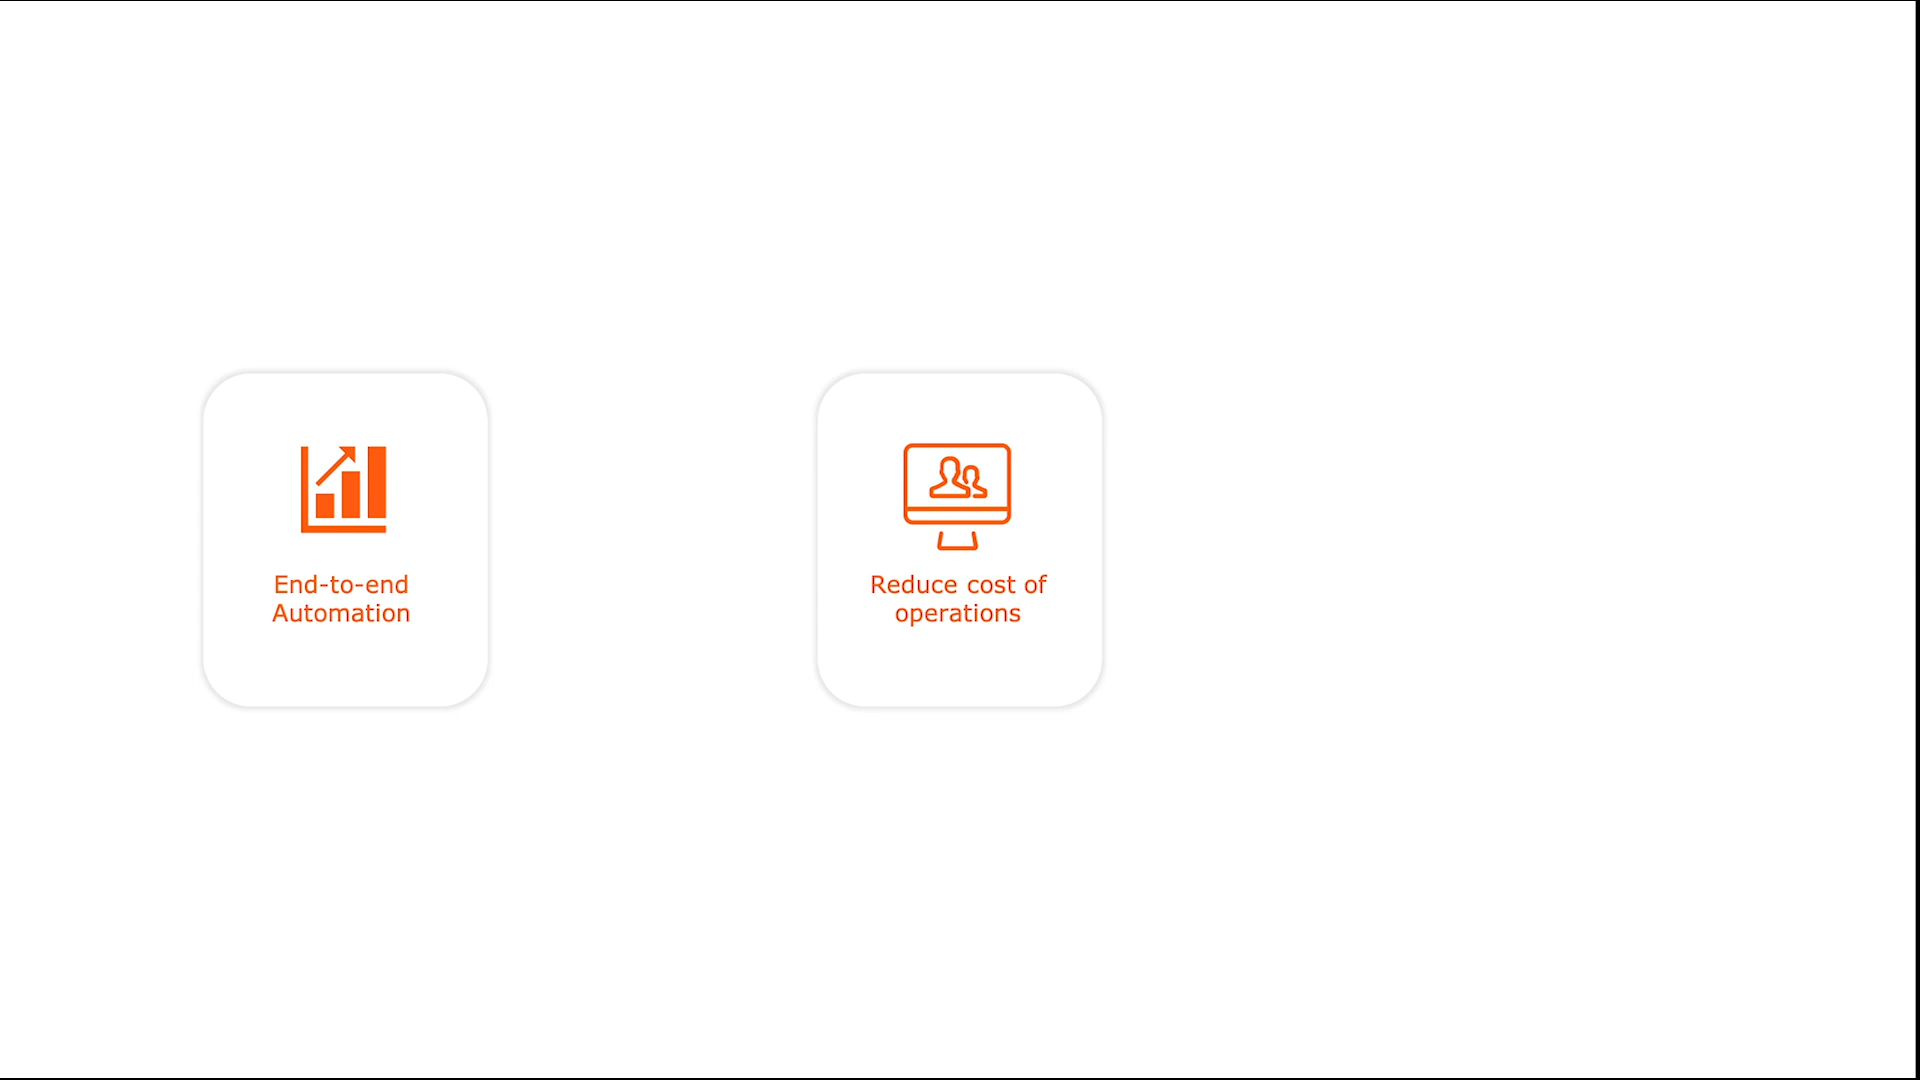 End-to-end
Automation
Reduce cost of
operations